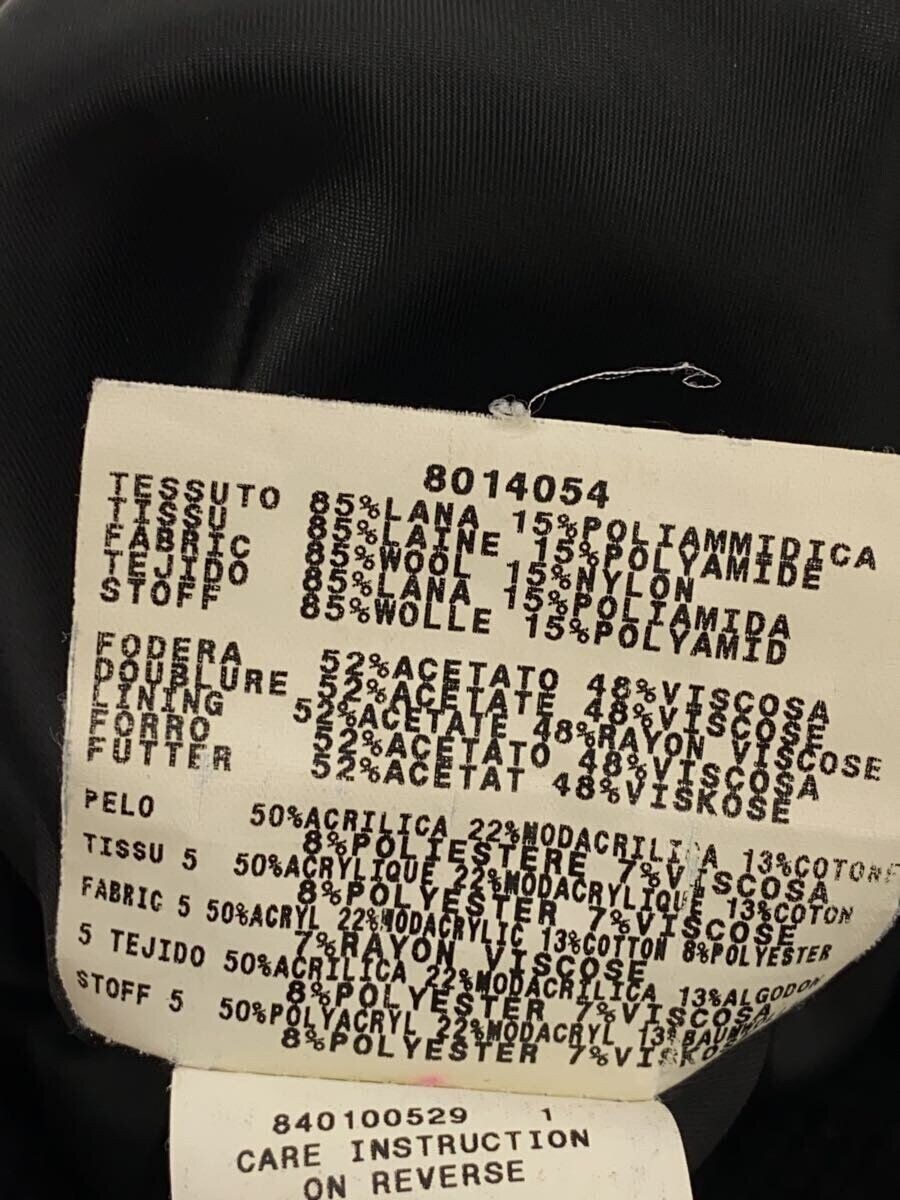 8014054
TESSUTO 85%LANA 15%POLIAMMIDICA
TISSU 85%LAINE 15%POLYAMIDE
FABRIC 85%WOOL 15%NYLON
TEJIDO 85%LANA 15%POLIAMIDA
STOFF 85%WOLLE 15%POLYAMID
FODERA 52%ACETATO 48%VISCOSA
DOUBLURE 52%ACETATE 48%VISCOSE
LINING 52%ACETATE 48%RAYON VISCOSE
FORRO 52%ACETATO 48%VISCOSA
FUTTER 52%ACETAT 48%VISKOSE
PELO 50%ACRILICA 22%MODACRILICA 13%COTONE
8%POLIESTERE 7%VISCOSA
TISSU 5 50%ACRYLIQUE 22%MODACRYLIQUE 13%COTON
8%POLYESTER 7%VISCOSE
FABRIC 5 50%ACRYL 22%MODACRYLIC 13%COTTON 8%POLYESTER
7%RAYON VISCOSE
5 TEJIDO 50%ACRILICA 22%MODACRILICA 13%ALGODON
8%POLYESTER 7%VISCOSA
STOFF 5 50%POLYACRYL 22%MODACRYL
8%POLYESTER 7%VISKOSE
840100529 1
CARE INSTRUCTION
ON REVERSE